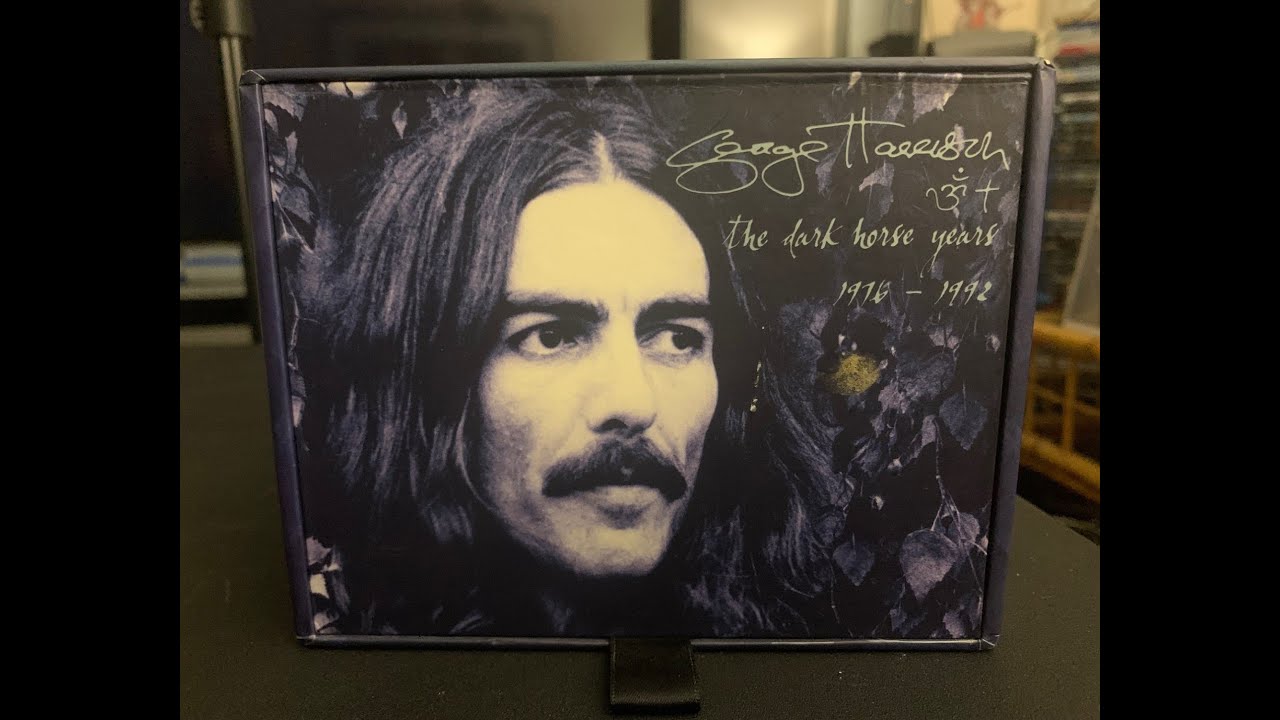 George Harrison
ॐ †
the dark horse years
1976 - 1992